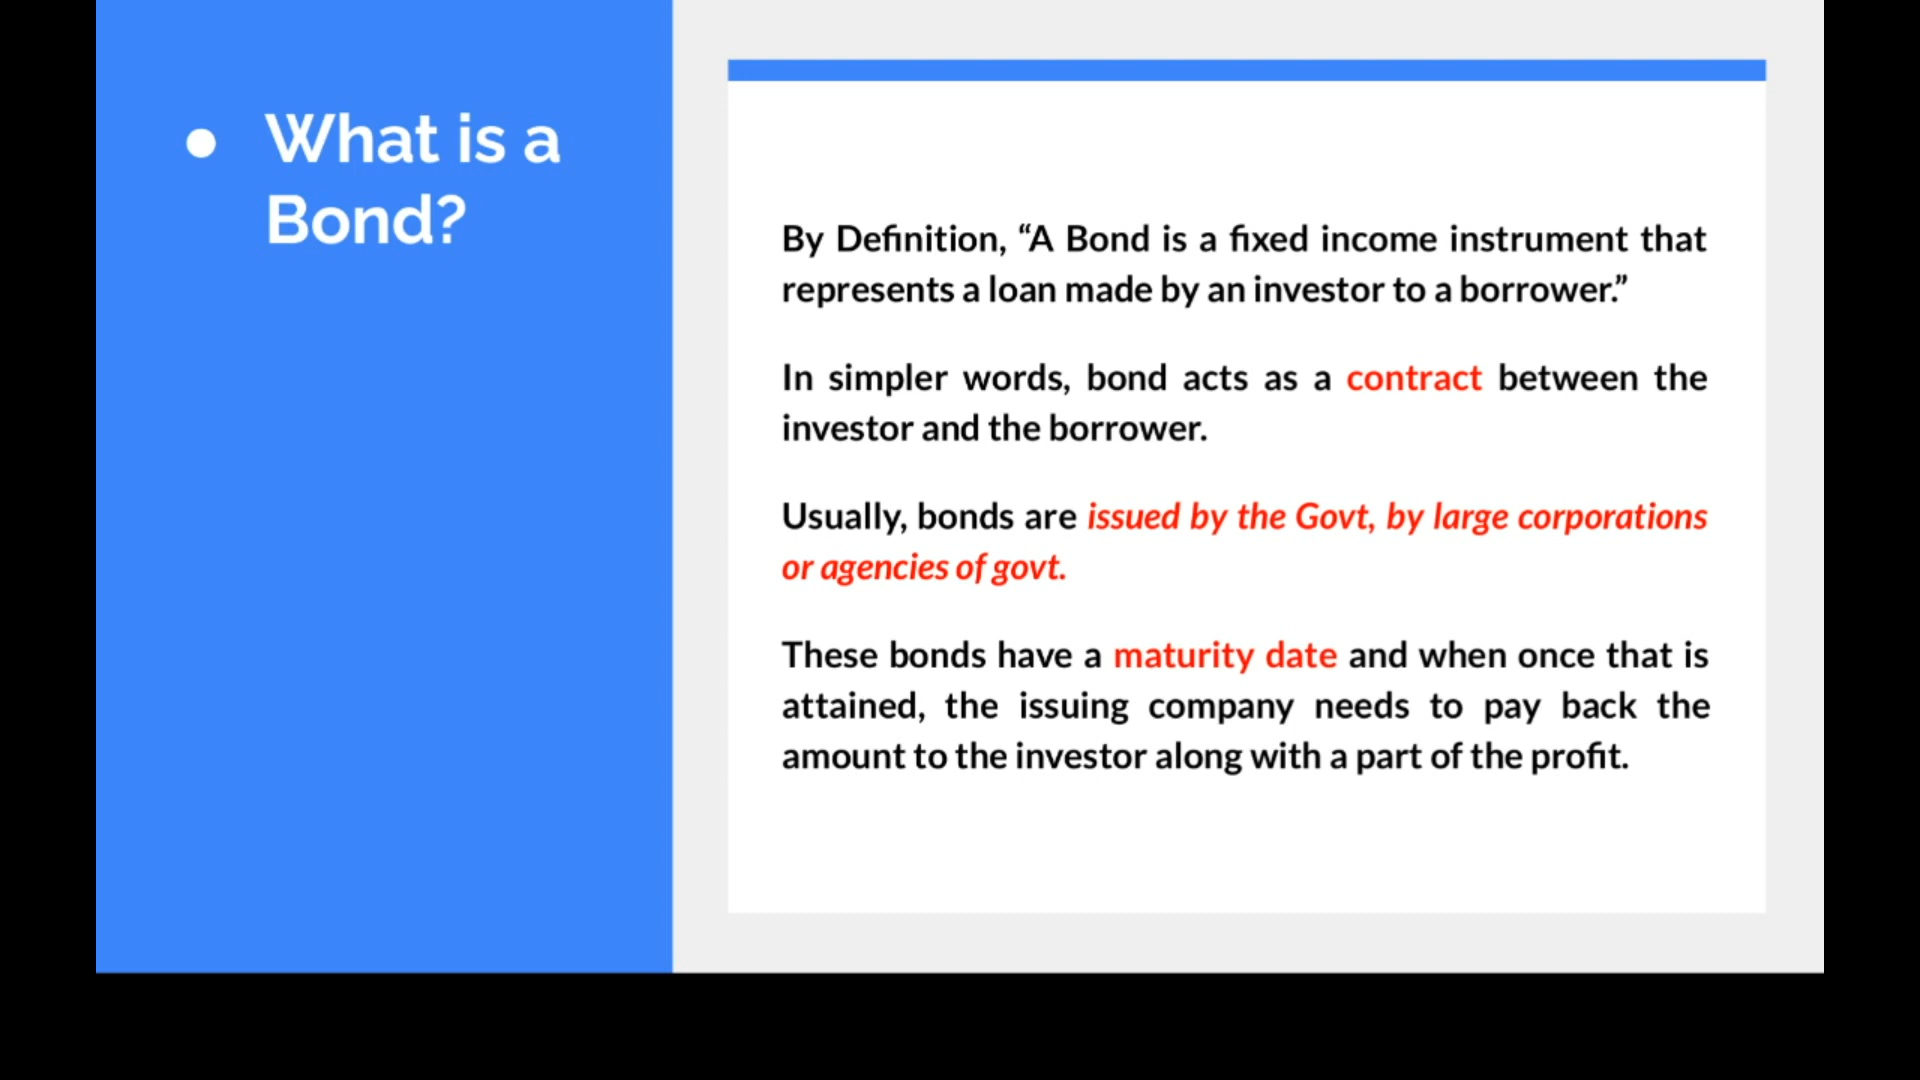 ● What is a
Bond?
By Definition, “A Bond is a fixed income instrument that
represents a loan made by an investor to a borrower.”
In simpler words, bond acts as a contract between the
investor and the borrower.
Usually, bonds are issued by the Govt, by large corporations
or agencies of govt.
These bonds have a maturity date and when once that is
attained, the issuing company needs to pay back the
amount to the investor along with a part of the profit.